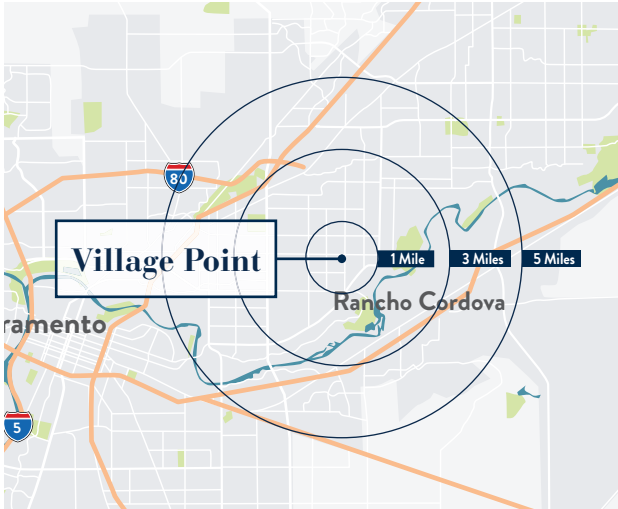 80
Village Point
1 Mile
3 Miles
5 Miles
Rancho Cordova
ramento
5